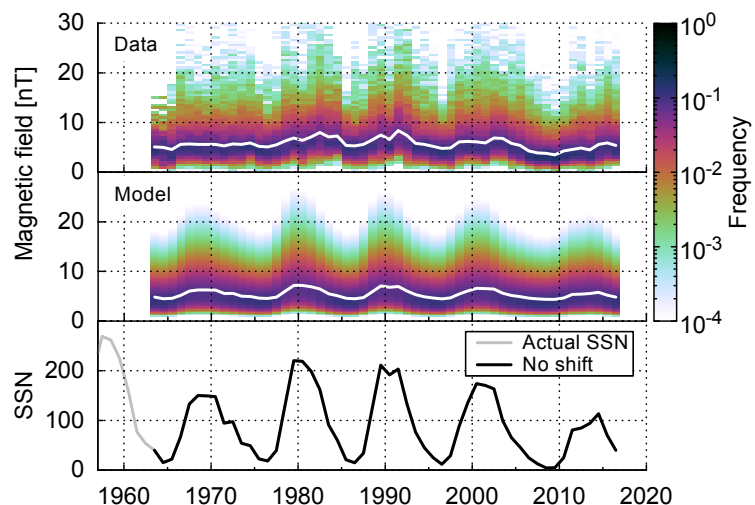 30
Data
20
10
0
Magnetic field [nT]
Model
20
10
0
Actual SSN
No shift
200
100
0
SSN
1960 1970 1980 1990 2000 2010 2020
10^0
10^-1
10^-2
10^-3
10^-4
Frequency